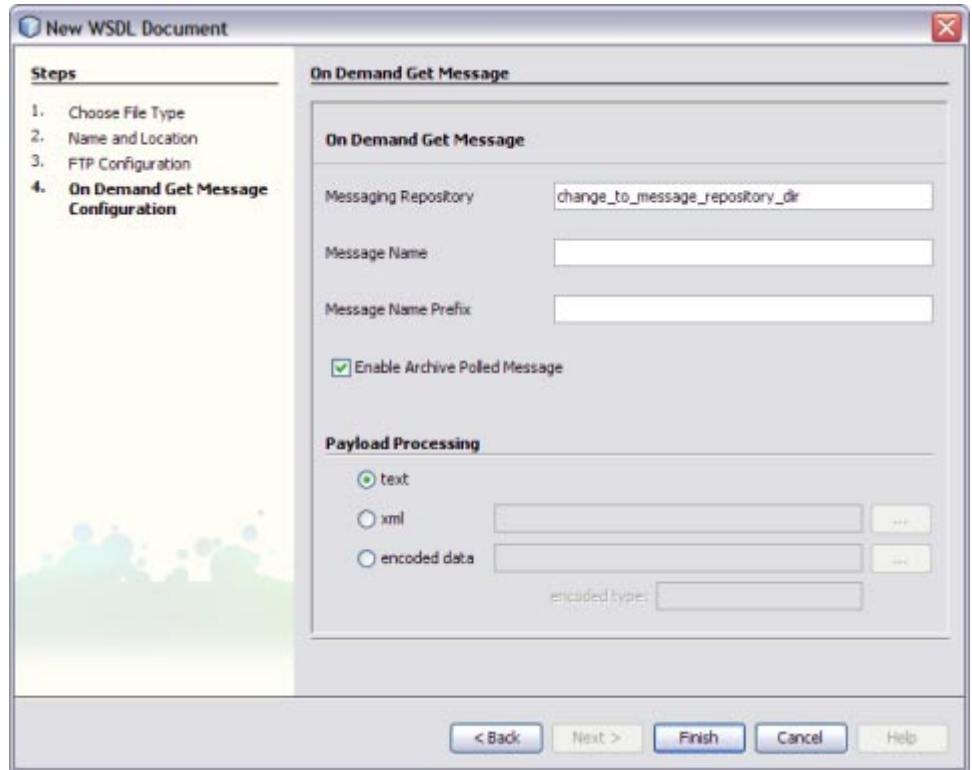 New WSDL Document
Steps
1. Choose File Type
2. Name and Location
3. FTP Configuration
4. On Demand Get Message
Configuration
On Demand Get Message
On Demand Get Message
Messaging Repository change_to_message_repository_dir
Message Name
Message Name Prefix
Enable Archive Polled Message
Payload Processing
text
xml ...
encoded data ...
encoded type:
< Back Next > Finish Cancel Help